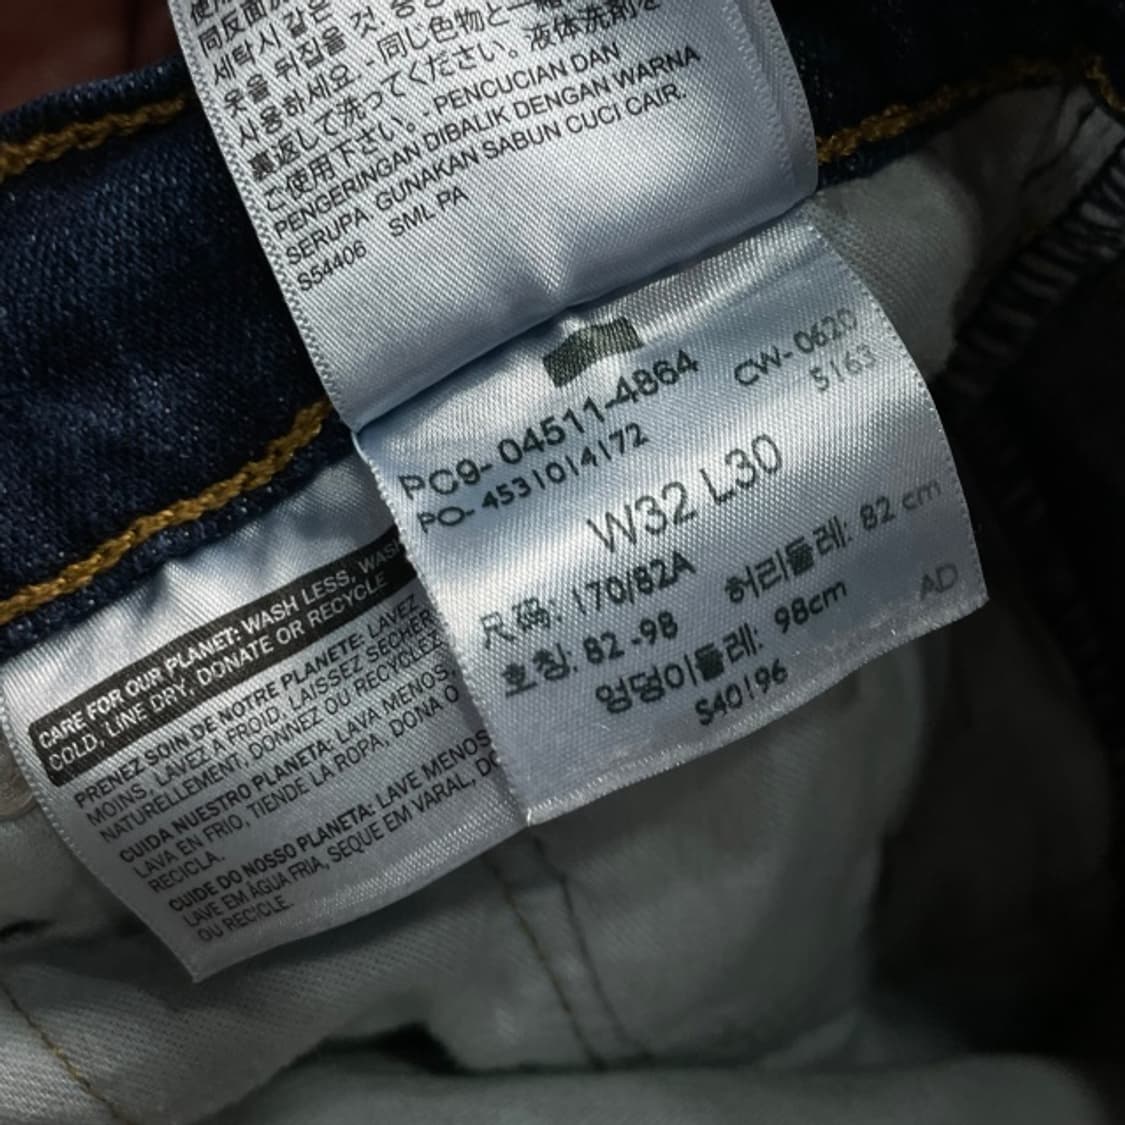 同反面
세탁시 같은
옷을 뒤집을 것.
사용하세요. -同じ色物と一緒
裏返して洗ってください。液体洗剤を
ご使用下さい。-PENCUCIAN DAN
PENGERINGAN DIBALIK DENGAN WARNA
SERUPA. GUNAKAN SABUN CUCI CAIR.
S54406 SML PA
PC9-04511-4864 CW-0620
PO-4531014172 5163
W32 L30
尺码: 170/82A 허리둘레: 82 cm
호칭: 82-98 엉덩이둘레: 98cm AD
S40196
CARE FOR OUR PLANET: WASH LESS, WASH
COLD, LINE DRY, DONATE OR RECYCLE
PRENEZ SOIN DE NOTRE PLANETE: LAVEZ
MOINS, LAVEZ À FROID, LAISSEZ SÉCHER
NATURELLEMENT, DONNEZ OU RECYCLEZ
CUIDA NUESTRO PLANETA: LAVA MENOS,
LAVA EN FRIO, TIENDE LA ROPA, DONA O
RECICLA.
CUIDE DO NOSSO PLANETA: LAVE MENOS
LAVE EM ÁGUA FRIA, SEQUE EM VARAL, DO
OU RECICLE.